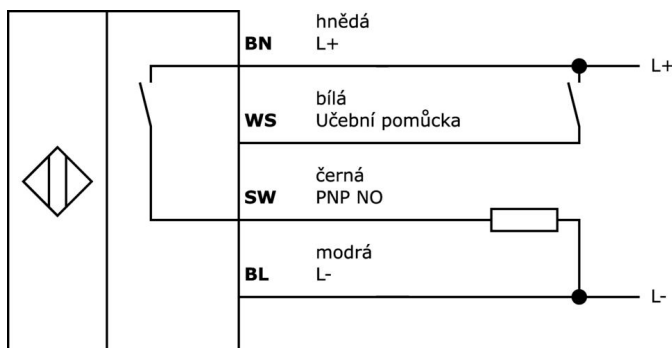 hnědá
BN L+
L+
bílá
WS Učební pomůcka
černá
SW PNP NO
modrá
BL L-
L-